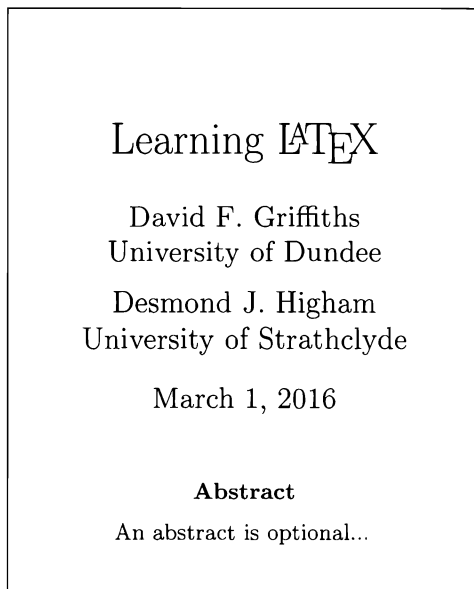 Learning LATEX
David F. Griffiths
University of Dundee
Desmond J. Higham
University of Strathclyde
March 1, 2016
Abstract
An abstract is optional...